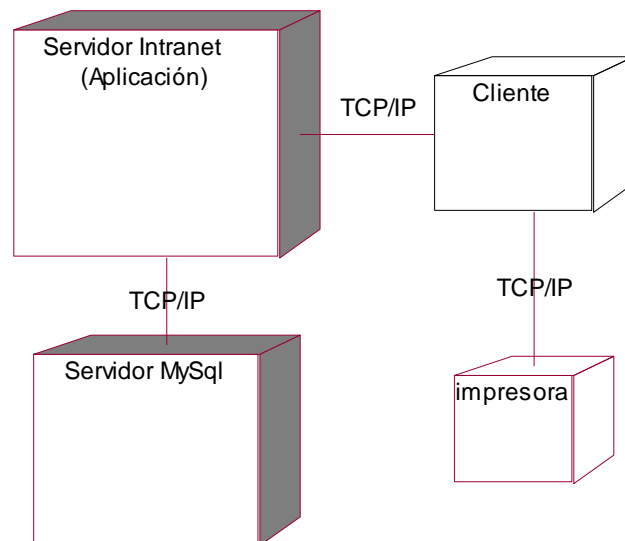 Servidor Intranet
(Aplicación)
Cliente
TCP/IP
TCP/IP
TCP/IP
Servidor MySql
impresora